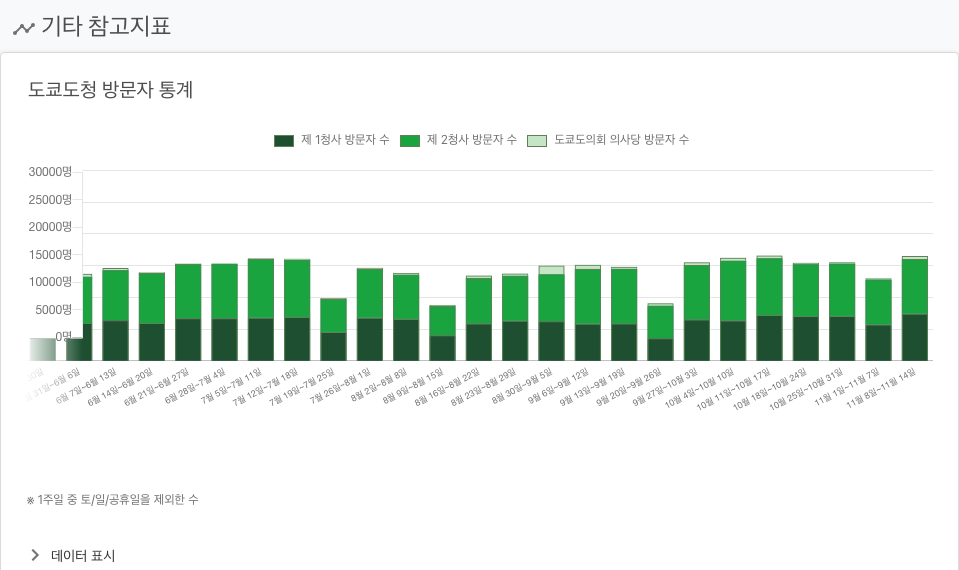 기타 참고지표
도쿄도청 방문자 통계
제 1청사 방문자 수 제 2청사 방문자 수 도쿄도의회 의사당 방문자 수
30000명
25000명
20000명
15000명
10000명
5000명
0명
31일~6월 6일
6월 7일~6월 13일
6월 14일~6월 20일
6월 21일~6월 27일
6월 28일~7월 4일
7월 5일~7월 11일
7월 12일~7월 18일
7월 19일~7월 25일
7월 26일~8월 1일
8월 2일~8월 8일
8월 9일~8월 15일
8월 16일~8월 22일
8월 23일~8월 29일
8월 30일~9월 5일
9월 6일~9월 12일
9월 13일~9월 19일
9월 20일~9월 26일
9월 27일~10월 3일
10월 4일~10월 10일
10월 11일~10월 17일
10월 18일~10월 24일
10월 25일~10월 31일
11월 1일~11월 7일
11월 8일~11월 14일
※ 1주일 중 토/일/공휴일을 제외한 수
데이터 표시